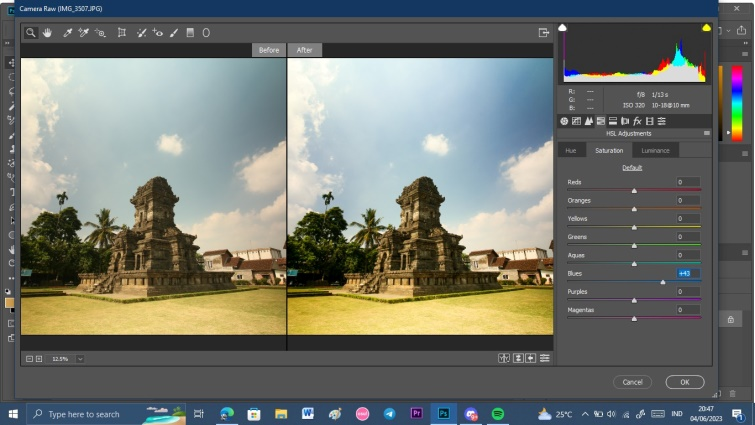 Camera Raw (IMG_3507.JPG)
Before
After
R: ---
G: ---
B: ---
f/8 1/13 s
ISO 320 10-18@10 mm
HSL Adjustments
Hue Saturation Luminance
Default
Reds 0
Oranges 0
Yellows 0
Greens 0
Aquas 0
Blues +43
Purples 0
Magentas 0
12.5%
Cancel OK
Type here to search
25°C
IND
20:47
04/06/2023